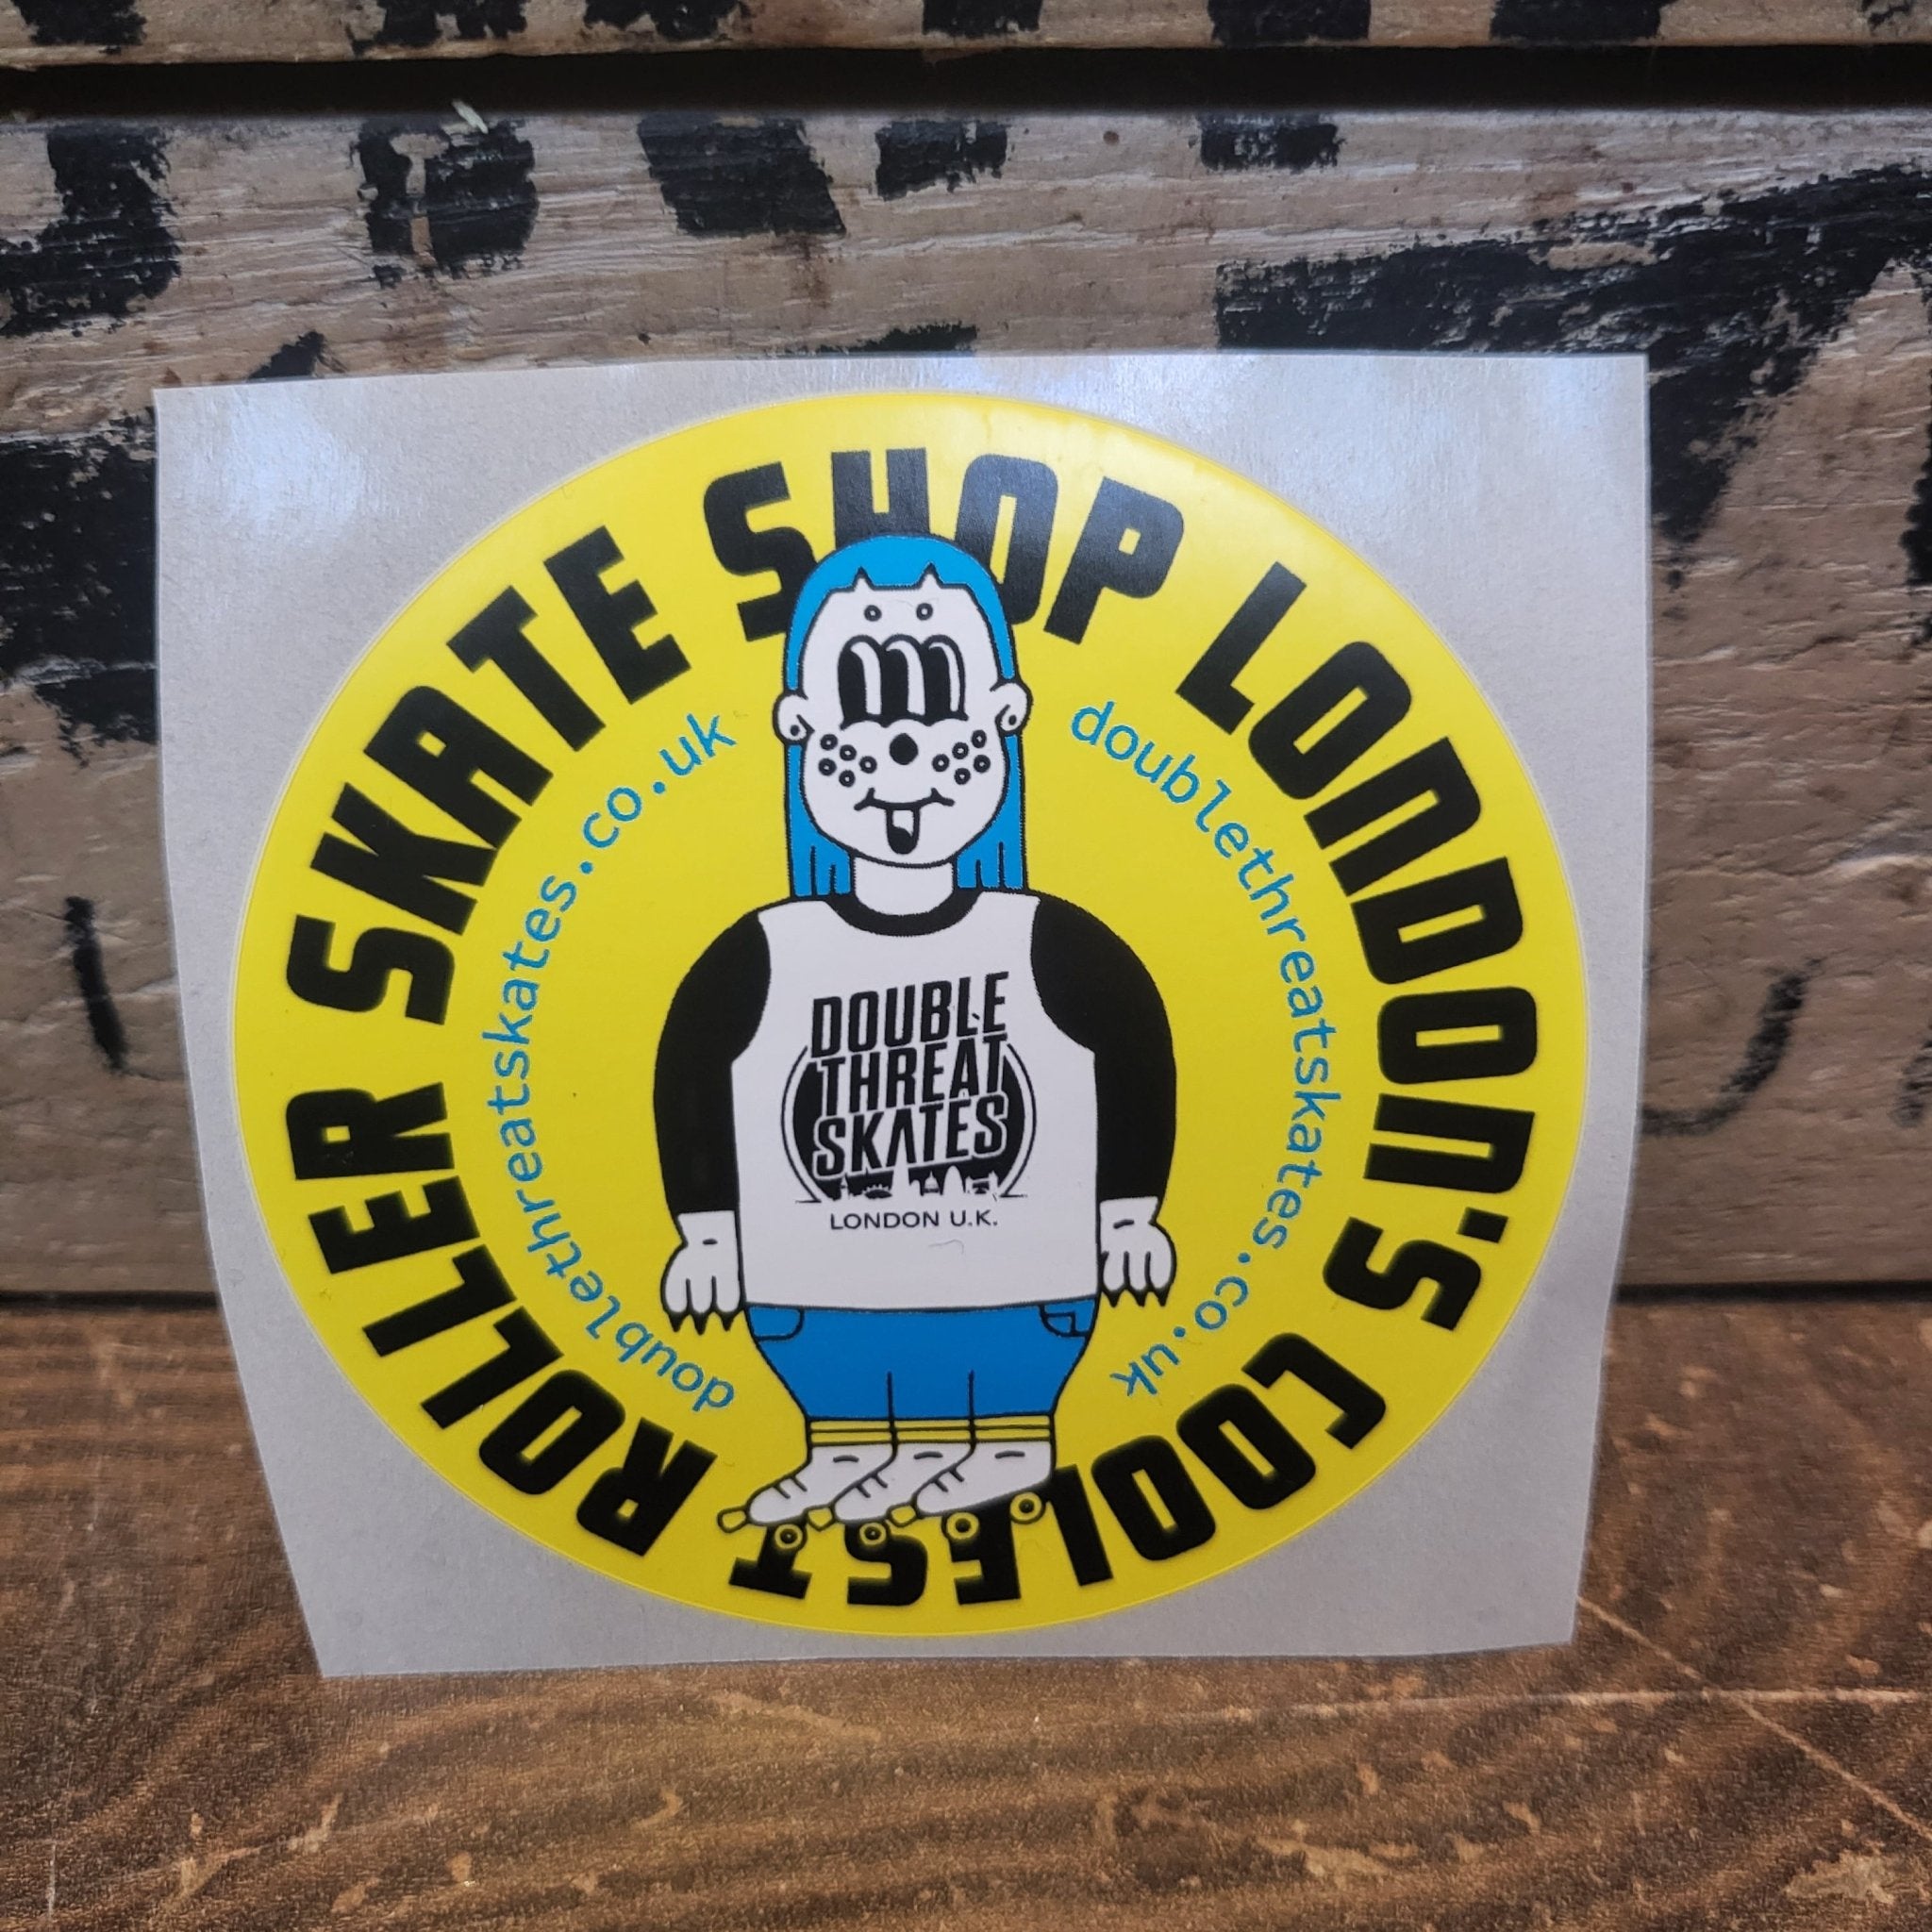 LONDON'S COOLEST ROLLER SKATE SHOP
doublethreatskates.co.uk
doublethreatskates.co.uk
DOUBLE
THREAT
SKATES
LONDON U.K.